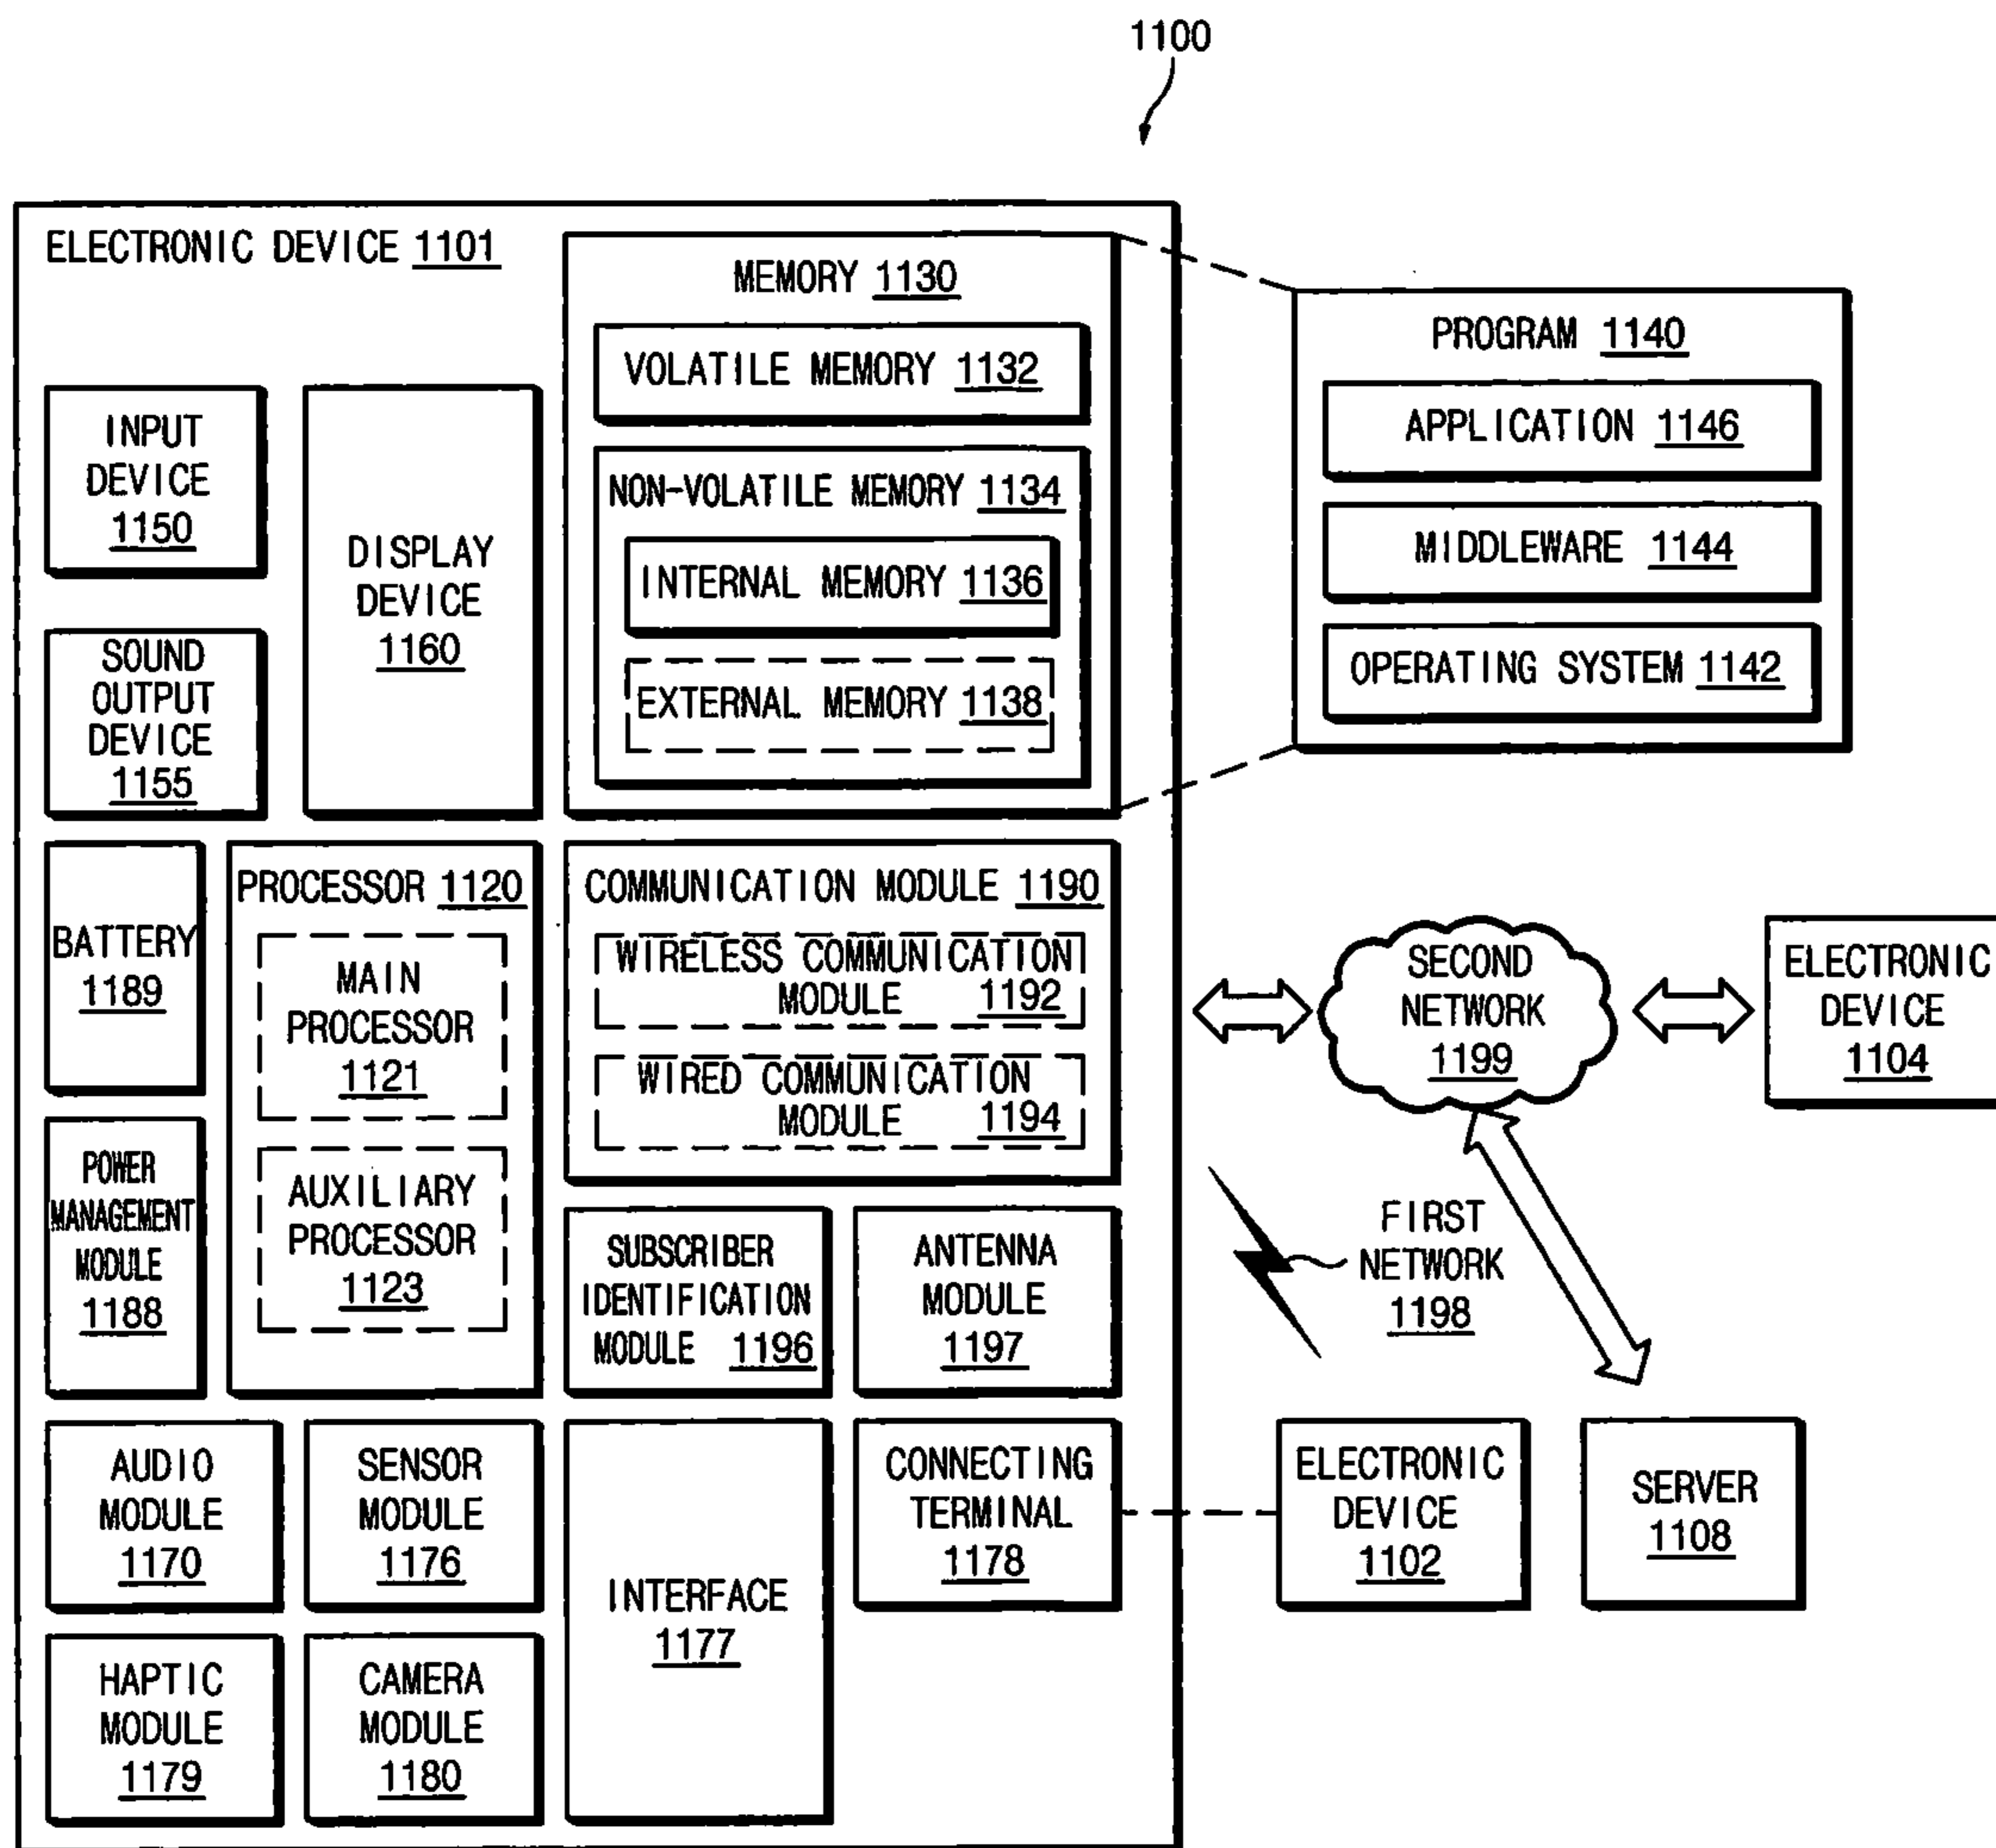 1100
ELECTRONIC DEVICE 1101
MEMORY 1130
VOLATILE MEMORY 1132
NON-VOLATILE MEMORY 1134
INTERNAL MEMORY 1136
EXTERNAL MEMORY 1138
PROGRAM 1140
APPLICATION 1146
MIDDLEWARE 1144
OPERATING SYSTEM 1142
INPUT
DEVICE
1150
DISPLAY
DEVICE
1160
SOUND
OUTPUT
DEVICE
1155
BATTERY
1189
PROCESSOR 1120
MAIN
PROCESSOR
1121
AUXILIARY
PROCESSOR
1123
COMMUNICATION MODULE 1190
WIRELESS COMMUNICATION
MODULE 1192
WIRED COMMUNICATION
MODULE 1194
SECOND
NETWORK
1199
ELECTRONIC
DEVICE
1104
POWER
MANAGEMENT
MODULE
1188
SUBSCRIBER
IDENTIFICATION
MODULE 1196
ANTENNA
MODULE
1197
FIRST
NETWORK
1198
AUDIO
MODULE
1170
SENSOR
MODULE
1176
INTERFACE
1177
CONNECTING
TERMINAL
1178
ELECTRONIC
DEVICE
1102
SERVER
1108
HAPTIC
MODULE
1179
CAMERA
MODULE
1180